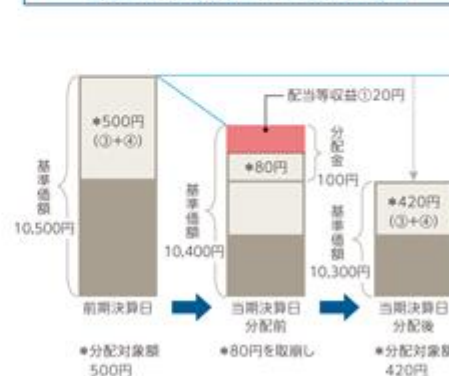 配当等収益①20円
*500円
(③+④)
基準価額
10,500円
*80円
分配金
100円
基準価額
10,400円
*420円
(③+④)
基準価額
10,300円
前期決算日
当期決算日
分配前
当期決算日
分配後
*分配対象額
500円
*80円を取崩し
*分配対象額
420円